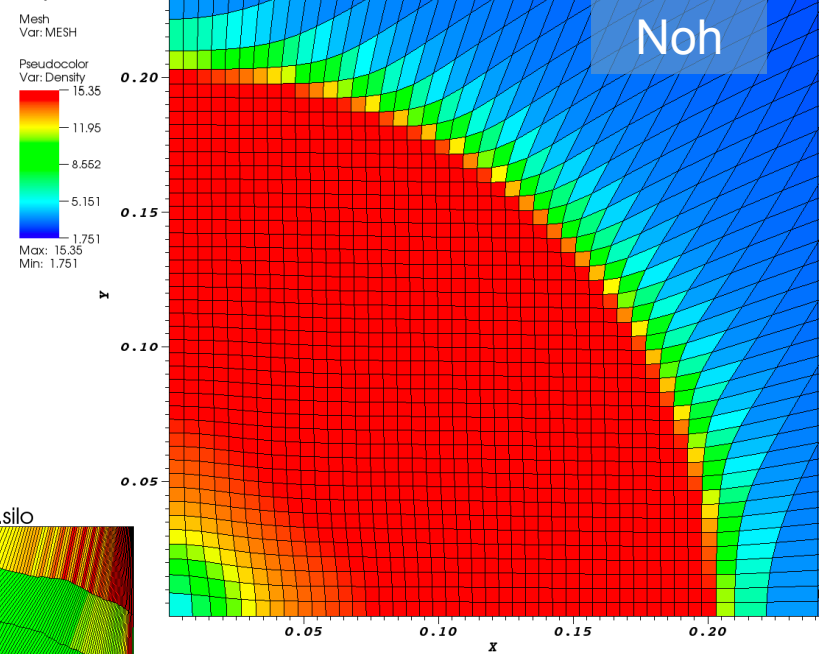 Mesh
Var: MESH
Pseudocolor
Var: Density
15.35
11.95
8.552
5.151
1.751
Max: 15.35
Min: 1.751
Noh
0.20
0.15
0.10
0.05
Y
0.05
0.10
0.15
0.20
X
.silo